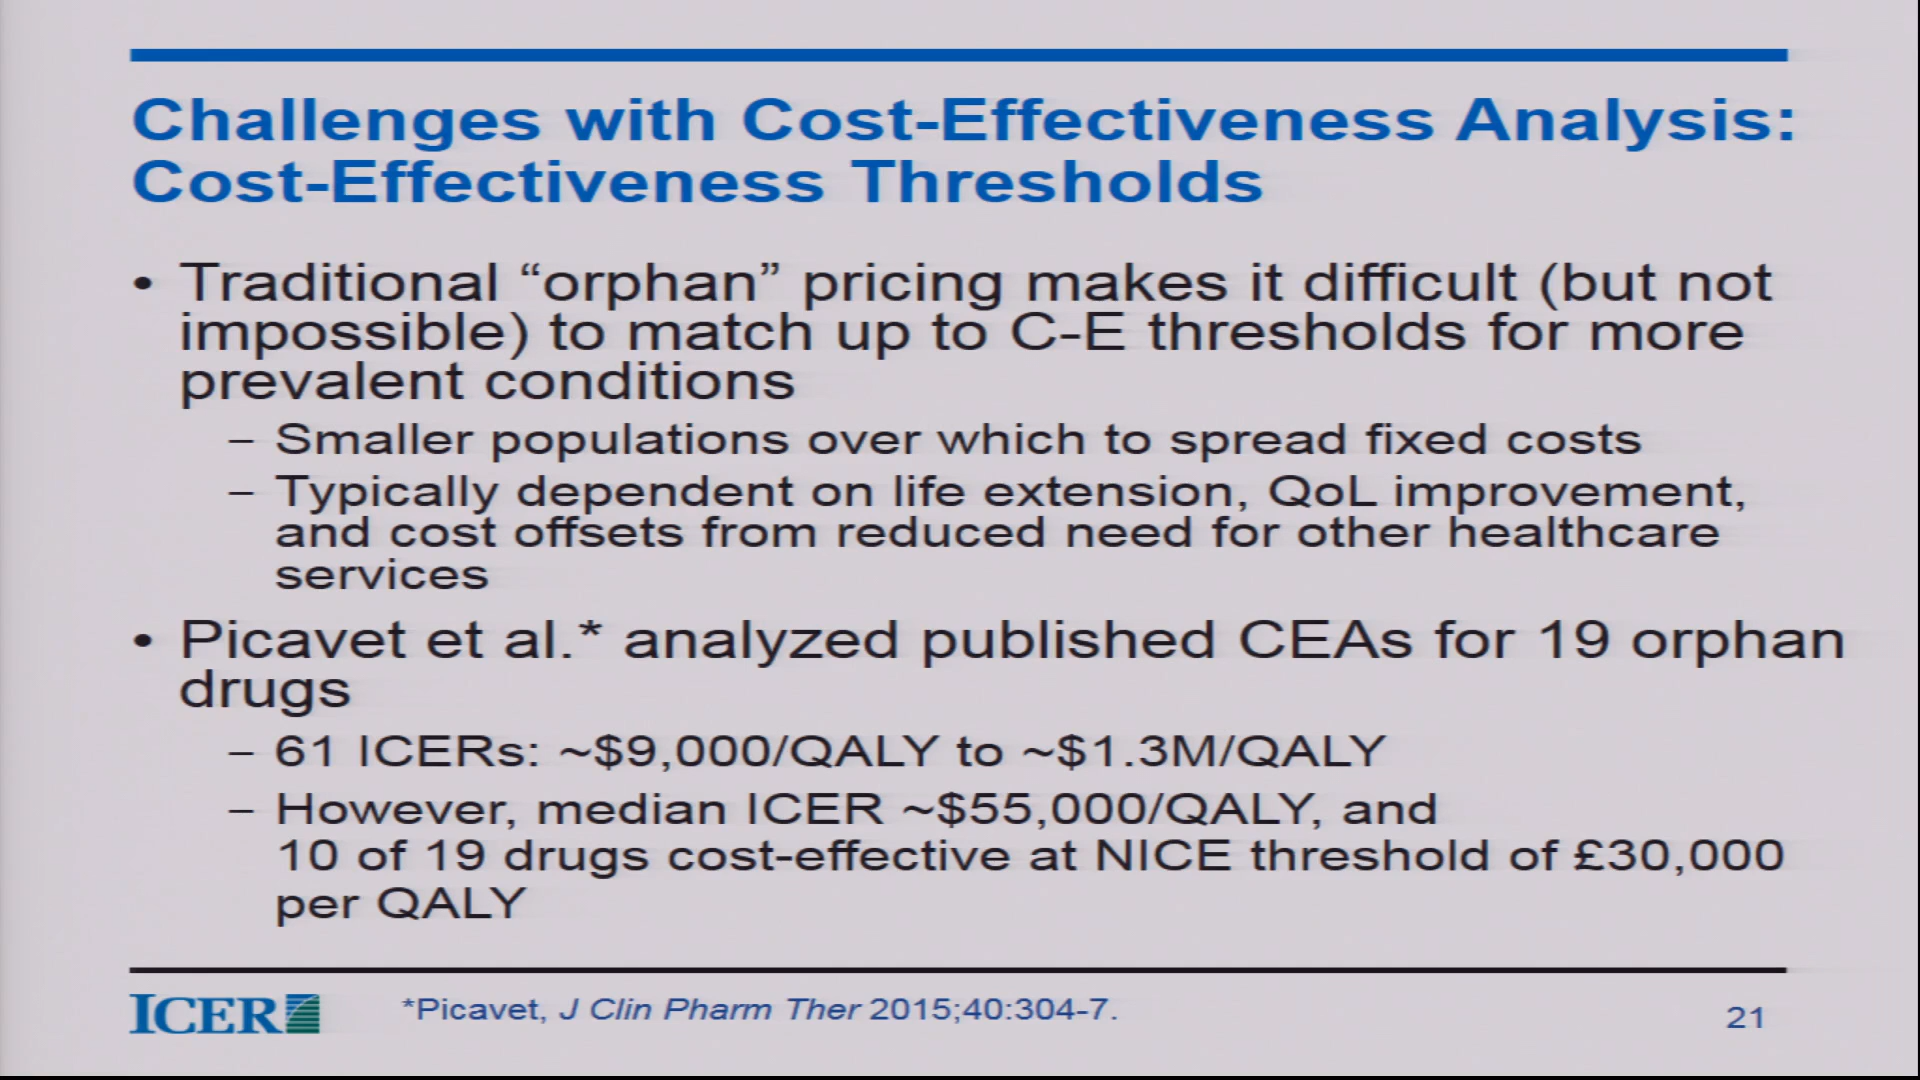 Challenges with Cost-Effectiveness Analysis:
Cost-Effectiveness Thresholds
• Traditional “orphan” pricing makes it difficult (but not
impossible) to match up to C-E thresholds for more
prevalent conditions
– Smaller populations over which to spread fixed costs
– Typically dependent on life extension, QoL improvement,
and cost offsets from reduced need for other healthcare
services
• Picavet et al.* analyzed published CEAs for 19 orphan
drugs
– 61 ICERs: ~$9,000/QALY to ~$1.3M/QALY
– However, median ICER ~$55,000/QALY, and
10 of 19 drugs cost-effective at NICE threshold of £30,000
per QALY
ICER
*Picavet, J Clin Pharm Ther 2015;40:304-7.
21